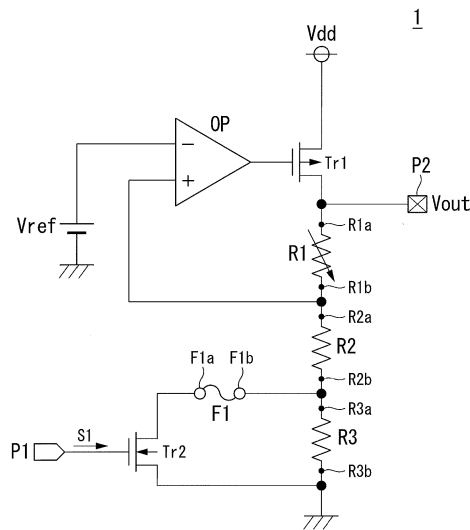 1
Vdd
OP
−
+
Tr1
P2
Vout
Vref
R1a
R1
R1b
R2a
R2
R2b
F1a
F1b
F1
R3a
R3
R3b
P1
S1
Tr2